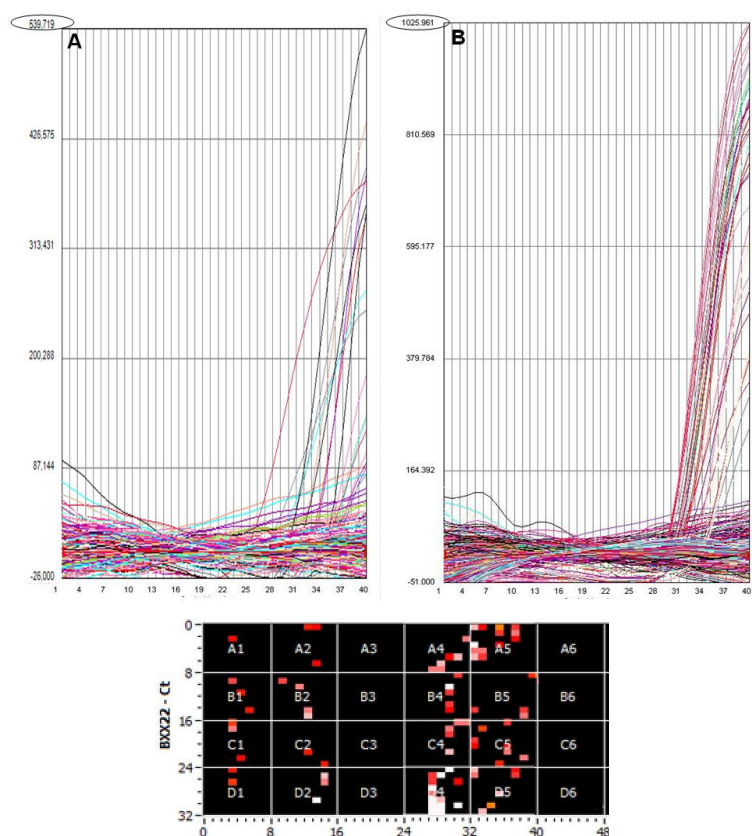 539.719
A
426.575
313.431
200.288
87.144
-26.000
1 4 7 10 13 16 19 22 25 28 31 34 37 40
1025.961
B
810.569
595.177
379.784
164.392
-51.000
1 4 7 10 13 16 19 22 25 28 31 34 37 40
BXX22 - Ct
0
A1 A2 A3 A4 A5 A6
8
B1 B2 B3 B4 B5 B6
16
C1 C2 C3 C4 C5 C6
24
D1 D2 D3 D4 D5 D6
32
0 8 16 24 32 40 48